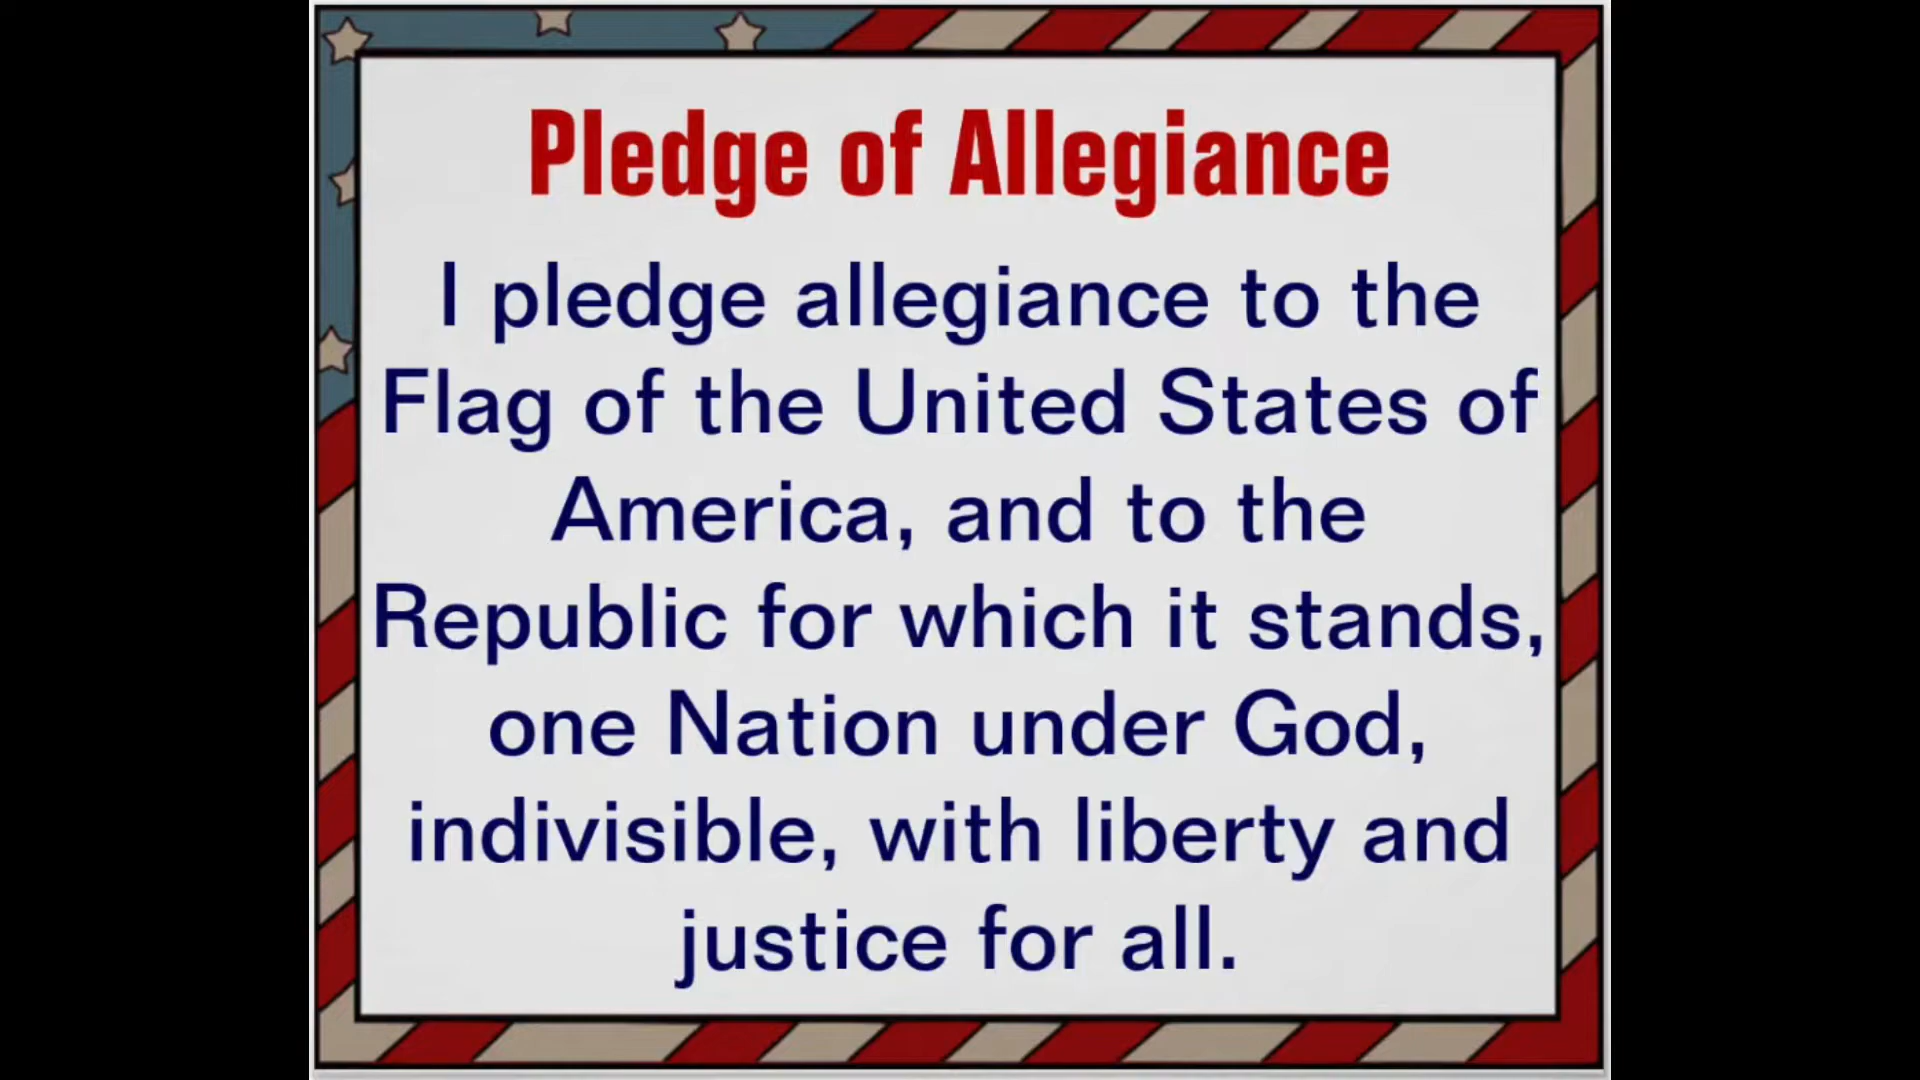 Pledge of Allegiance
I pledge allegiance to the
Flag of the United States of
America, and to the
Republic for which it stands,
one Nation under God,
indivisible, with liberty and
justice for all.